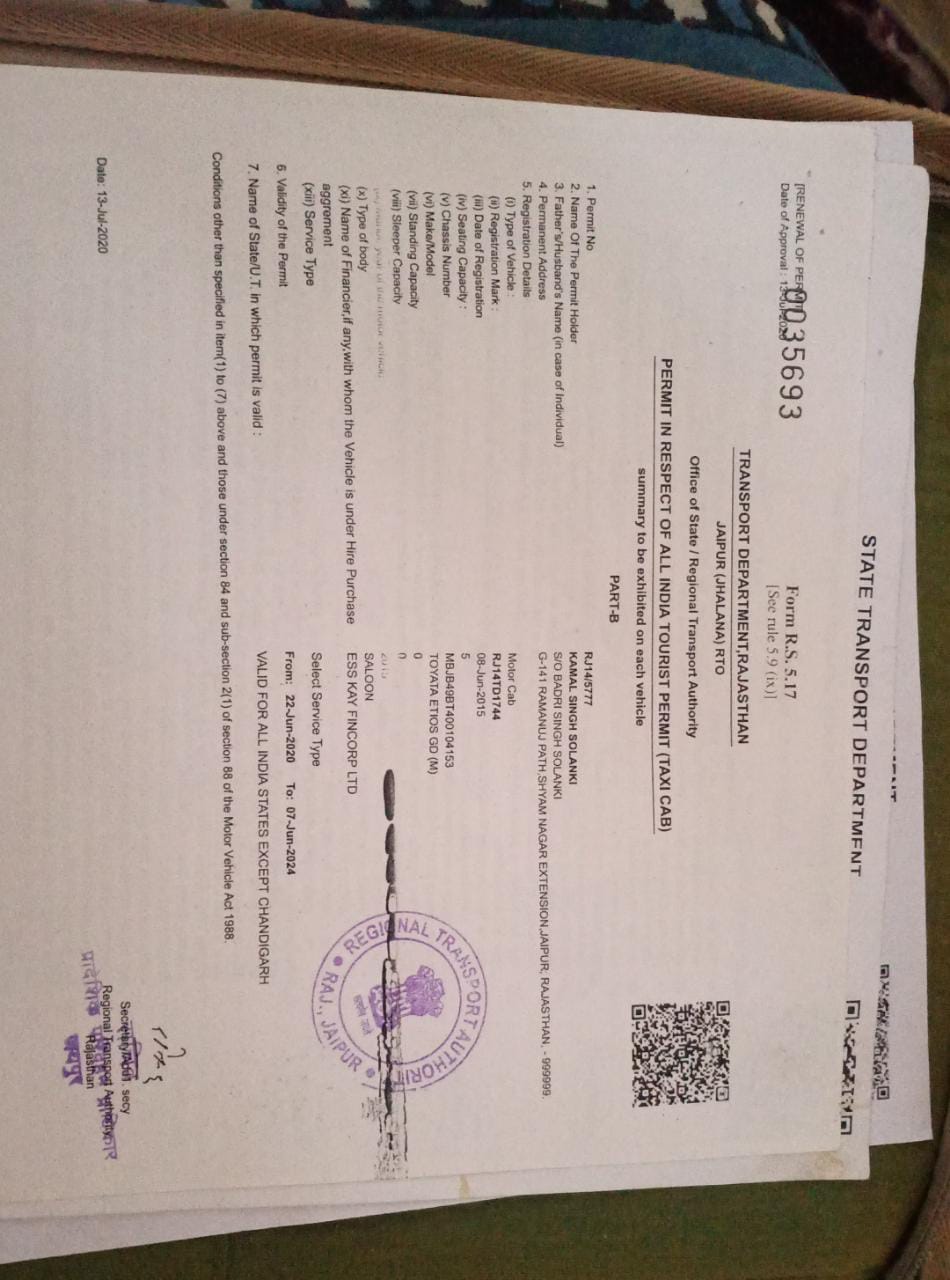 STATE TRANSPORT DEPARTMENT
Form R.S. 5.17
[See rule 5.9 (ix)]
[RENEWAL OF PERMIT]
Date of Approval : 13-Jul-2020
0035693
TRANSPORT DEPARTMENT,RAJASTHAN
JAIPUR (JHALANA) RTO
Office of State / Regional Transport Authority
PERMIT IN RESPECT OF ALL INDIA TOURIST PERMIT (TAXI CAB)
summary to be exhibited on each vehicle
PART-B
1. Permit No RJ14/5777
2. Name Of The Permit Holder KAMAL SINGH SOLANKI
3. Father's/Husband's Name (in case of Individual) S/O BADRI SINGH SOLANKI
4. Permanent Address G-141 RAMANUJ PATH,SHYAM NAGAR EXTENSION,JAIPUR, RAJASTHAN, - 999999.
5. Registration Details
(i) Type of Vehicle : Motor Cab
(ii) Registration Mark : RJ14TD1744
(iii) Date of Registration 08-Jun-2015
(iv) Seating Capacity : 5
(v) Chassis Number MBJB49BT400104153
(vi) Make/Model TOYATA ETIOS GD (M)
(vii) Standing Capacity 0
(viii) Sleeper Capacity 0
of the motor vehicle. 2015
(x) Type of body SALOON
(xi) Name of Financier,if any,with whom the Vehicle is under Hire Purchase ESS KAY FINCORP LTD
aggrement
(xiii) Service Type Select Service Type
6. Validity of the Permit From: 22-Jun-2020 To: 07-Jun-2024
7. Name of State/U.T. in which permit is valid : VALID FOR ALL INDIA STATES EXCEPT CHANDIGARH
Conditions other than specified in item(1) to (7) above and those under section 84 and sub-section 2(1) of section 88 of the Motor Vehicle Act 1988.
REGIONAL TRANSPORT AUTHORIT
RAJ., JAIPUR
Date: 13-Jul-2020
Secretary/Addl. secy
Regional Transport Authority
Rajasthan